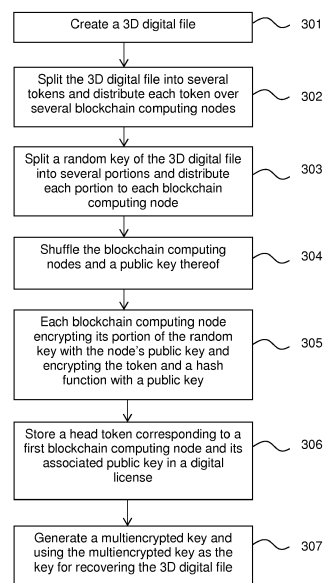 Create a 3D digital file
301
Split the 3D digital file into several
tokens and distribute each token over
several blockchain computing nodes
302
Split a random key of the 3D digital file
into several portions and distribute
each portion to each blockchain
computing node
303
Shuffle the blockchain computing
nodes and a public key thereof
304
Each blockchain computing node
encrypting its portion of the random
key with the node's public key and
encrypting the token and a hash
function with a public key
305
Store a head token corresponding to a
first blockchain computing node and its
associated public key in a digital
license
306
Generate a multiencrypted key and
using the multiencrypted key as the
key for recovering the 3D digital file
307